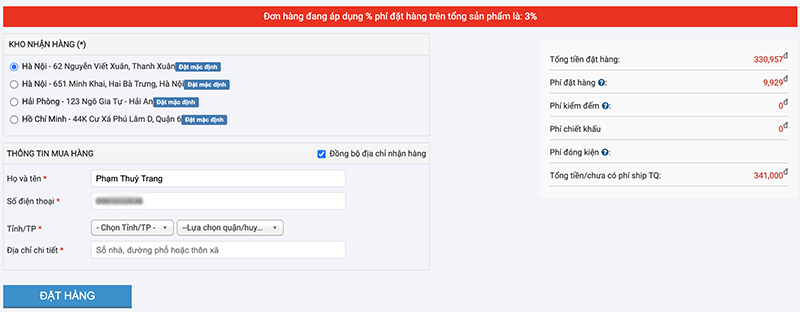 Đơn hàng đang áp dụng % phí đặt hàng trên tổng sản phẩm là: 3%
KHO NHẬN HÀNG (*)
Hà Nội - 62 Nguyễn Viết Xuân, Thanh Xuân Đặt mặc định
Hà Nội - 651 Minh Khai, Hai Bà Trưng, Hà Nội Đặt mặc định
Hải Phòng - 123 Ngô Gia Tự - Hải An Đặt mặc định
Hồ Chí Minh - 44K Cư Xá Phú Lâm D, Quận 6 Đặt mặc định
THÔNG TIN MUA HÀNG
Đồng bộ địa chỉ nhận hàng
Họ và tên * Phạm Thuỳ Trang
Số điện thoại *
Tỉnh/TP * - Chọn Tỉnh/TP - --Lựa chọn quận/huy...
Địa chỉ chi tiết * Số nhà, đường phố hoặc thôn xã
ĐẶT HÀNG
Tổng tiền đặt hàng: 330,957đ
Phí đặt hàng ?: 9,929đ
Phí kiểm đếm ?: 0đ
Phí chiết khấu 0đ
Phí đóng kiện ?:
Tổng tiền/chưa có phí ship TQ: 341,000đ